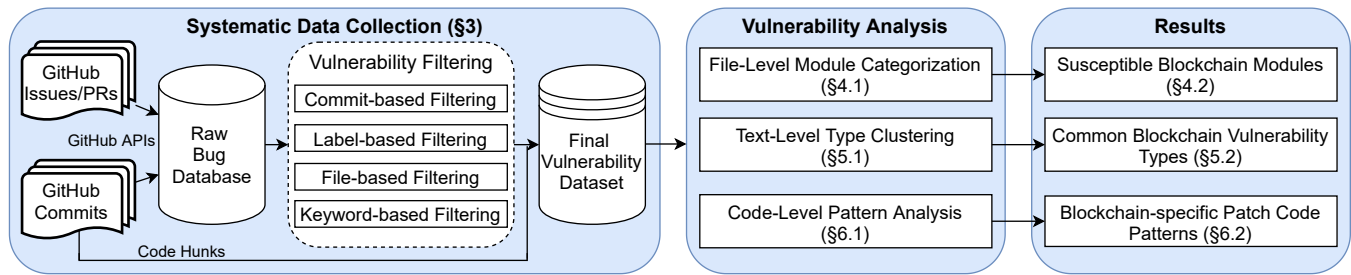 Systematic Data Collection (§3)
GitHub
Issues/PRs
GitHub APIs
GitHub
Commits
Code Hunks
Raw
Bug
Database
Vulnerability Filtering
Commit-based Filtering
Label-based Filtering
File-based Filtering
Keyword-based Filtering
Final
Vulnerability
Dataset
Vulnerability Analysis
File-Level Module Categorization
(§4.1)
Text-Level Type Clustering
(§5.1)
Code-Level Pattern Analysis
(§6.1)
Results
Susceptible Blockchain Modules
(§4.2)
Common Blockchain Vulnerability
Types (§5.2)
Blockchain-specific Patch Code
Patterns (§6.2)